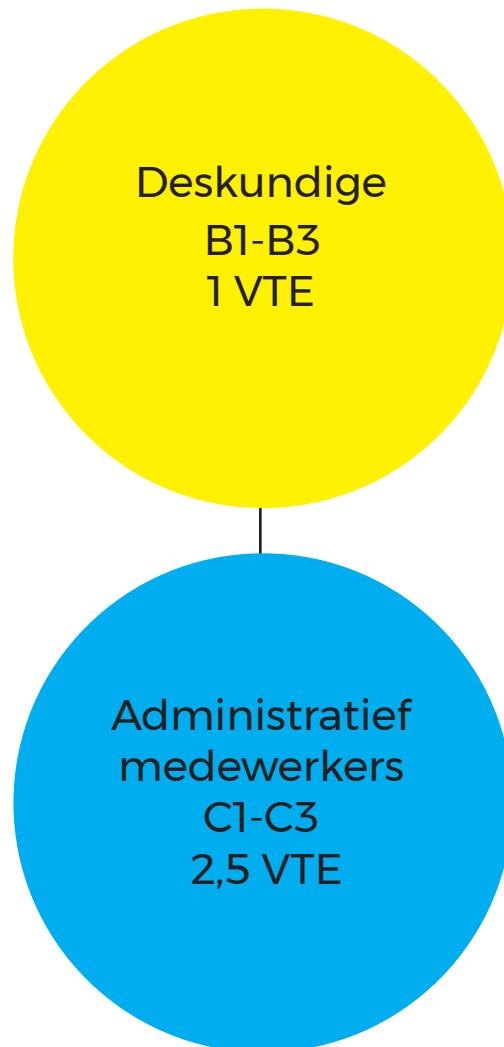 Deskundige
B1-B3
1 VTE
Administratief
medewerkers
C1-C3
2,5 VTE